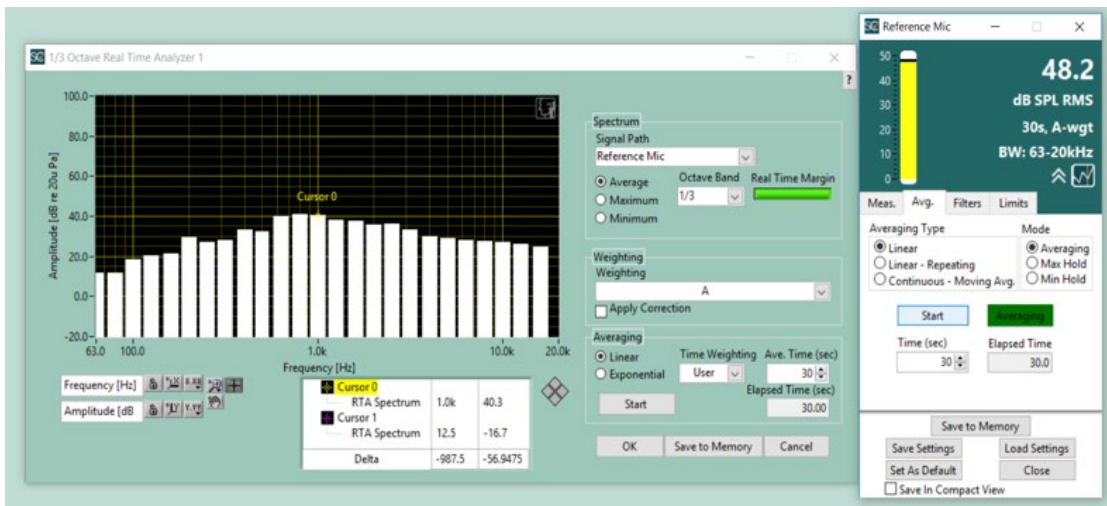 1/3 Octave Real Time Analyzer 1
?
100.0
80.0
60.0
40.0
20.0
0.0
-20.0
Amplitude [dB re 20u Pa]
Cursor 0
63.0 100.0 1.0k 10.0k 20.0k
Frequency [Hz]
Frequency [Hz]
Amplitude [dB
Cursor 0
RTA Spectrum 1.0k 40.3
Cursor 1
RTA Spectrum 12.5 -16.7
Delta -987.5 -56.9475
Spectrum
Signal Path
Reference Mic
Average
Maximum
Minimum
Octave Band Real Time Margin
1/3
Weighting
Weighting
A
Apply Correction
Averaging
Linear
Exponential
Time Weighting Ave. Time (sec)
User 30
Elapsed Time (sec)
Start 30.00
OK Save to Memory Cancel
SC Reference Mic
50
40
30
20
10
0
48.2
dB SPL RMS
30s, A-wgt
BW: 63-20kHz
Meas. Avg. Filters Limits
Averaging Type Mode
Linear Averaging
Linear - Repeating Max Hold
Continuous - Moving Avg. Min Hold
Start Averaging
Time (sec) Elapsed Time
30 30.0
Save to Memory
Save Settings Load Settings
Set As Default Close
Save In Compact View